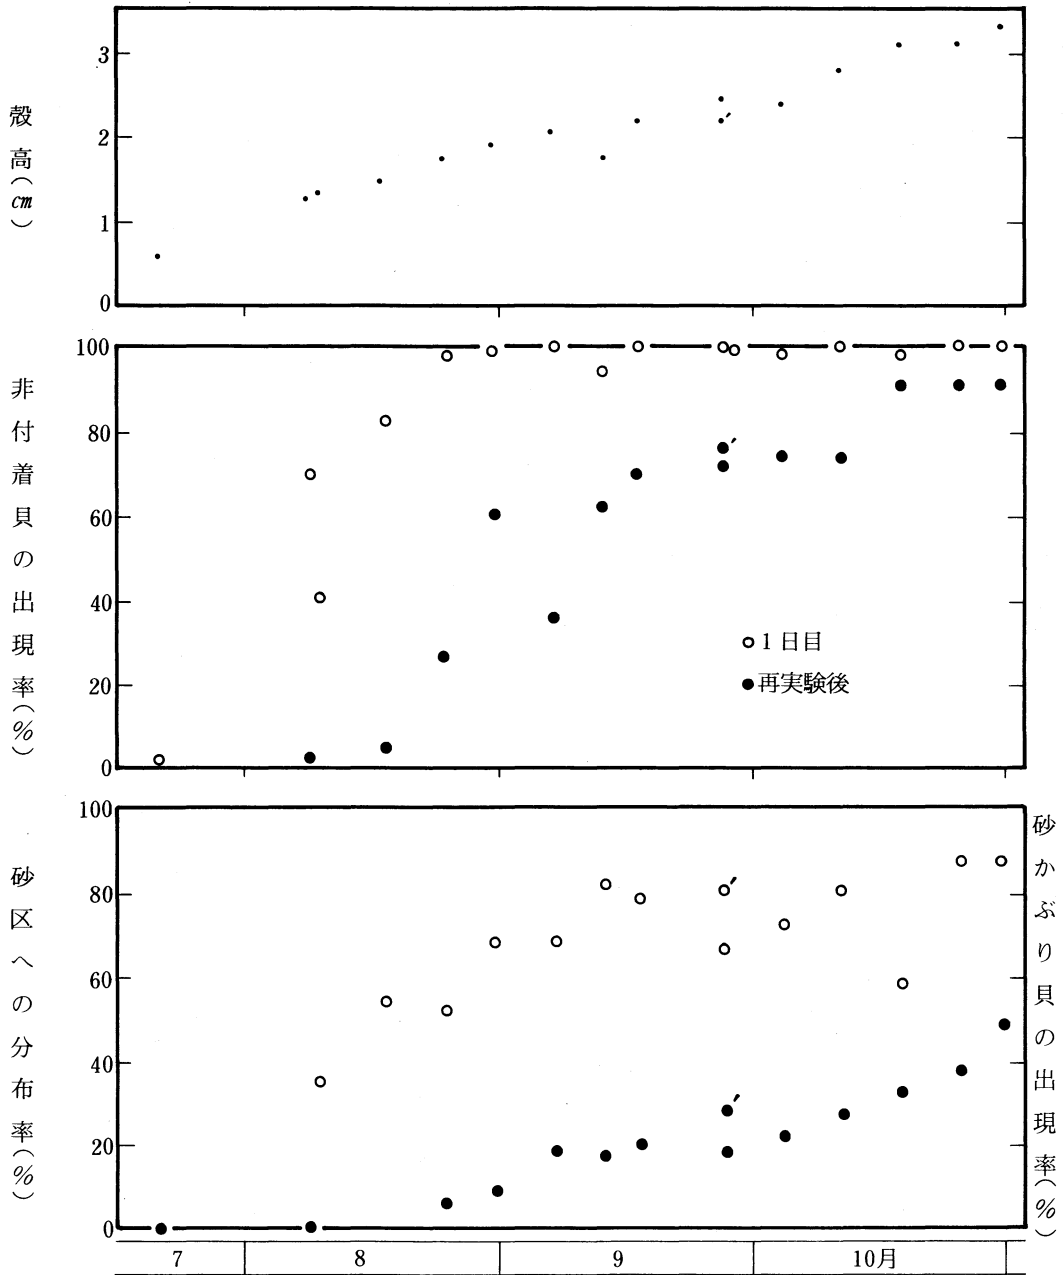 殻高(cm)
3
2
1
0
非付着貝の出現率(%)
100
80
60
40
20
0
○ 1日目
● 再実験後
砂区への分布率(%)
100
80
60
40
20
0
砂かぶり貝の出現率(%)
7 8 9 10月